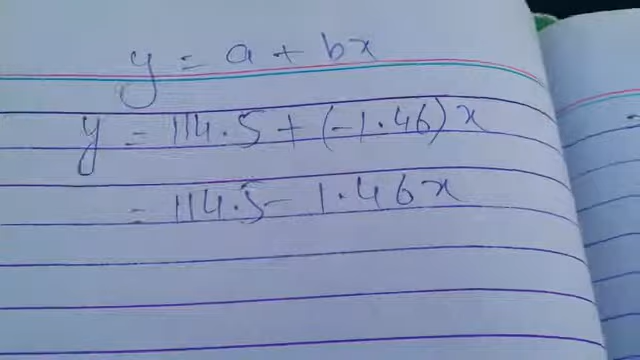 y = a + bx
y = 114.5 + (-1.46)x
= 114.5 - 1.46x